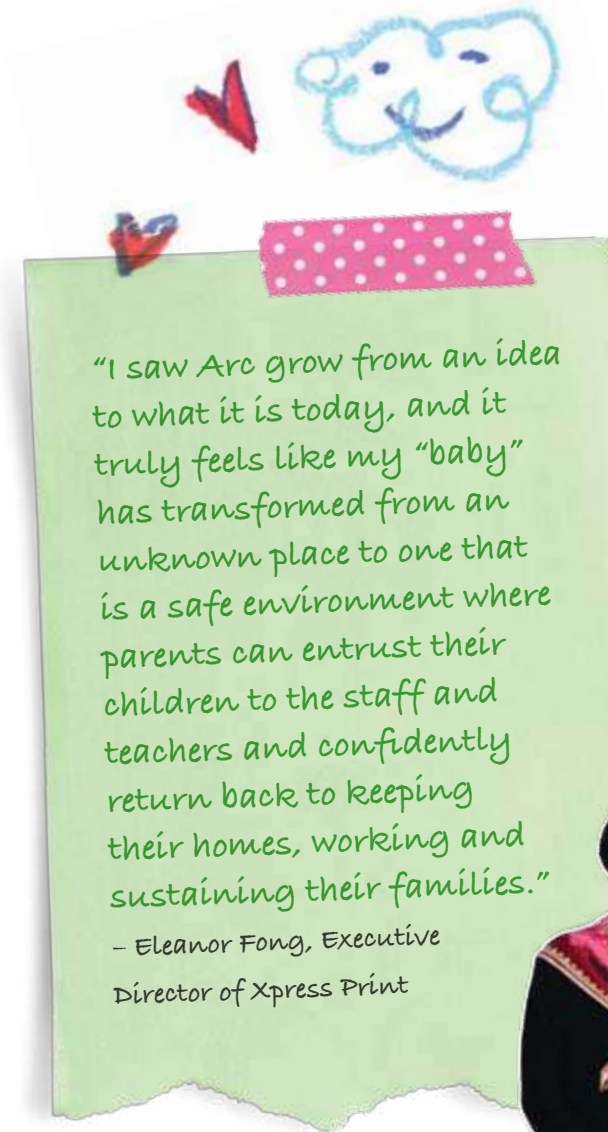 “I saw Arc grow from an idea
to what it is today, and it
truly feels like my “baby”
has transformed from an
unknown place to one that
is a safe environment where
parents can entrust their
children to the staff and
teachers and confidently
return back to keeping
their homes, working and
sustaining their families.”
– Eleanor Fong, Executive
Director of Xpress Print